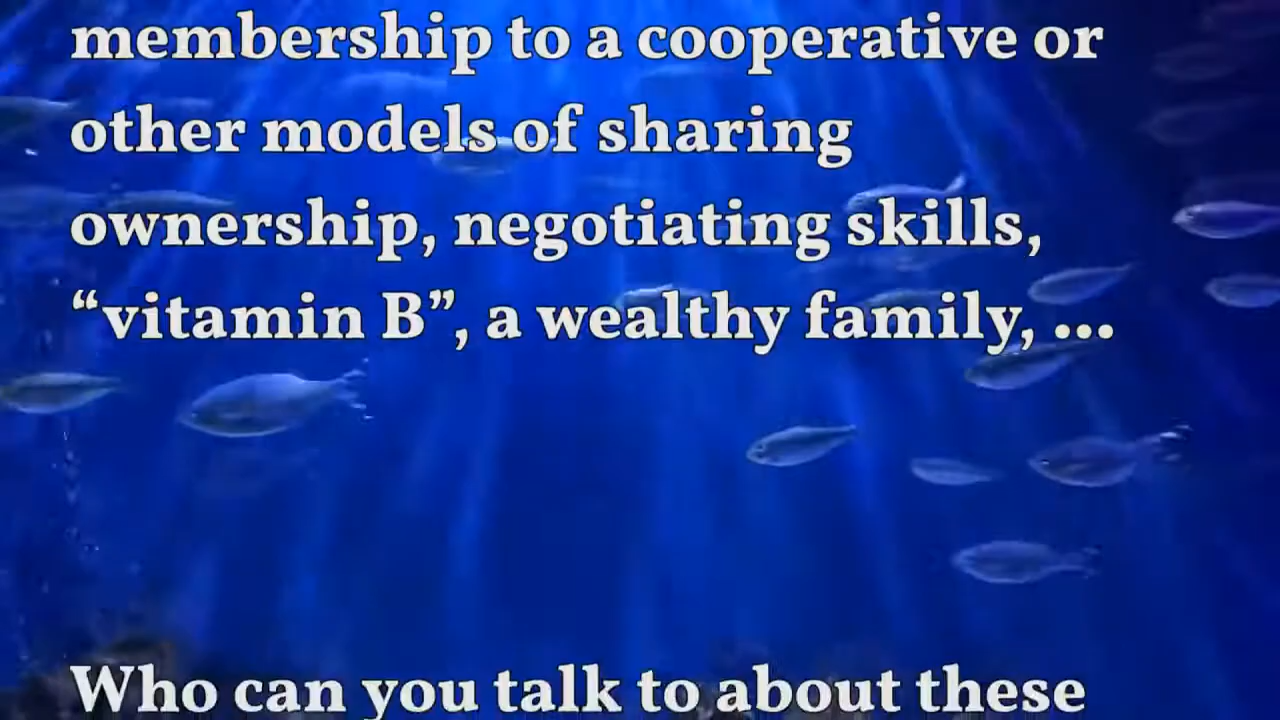 membership to a cooperative or
other models of sharing
ownership, negotiating skills,
“vitamin B”, a wealthy family, ...
Who can you talk to about these